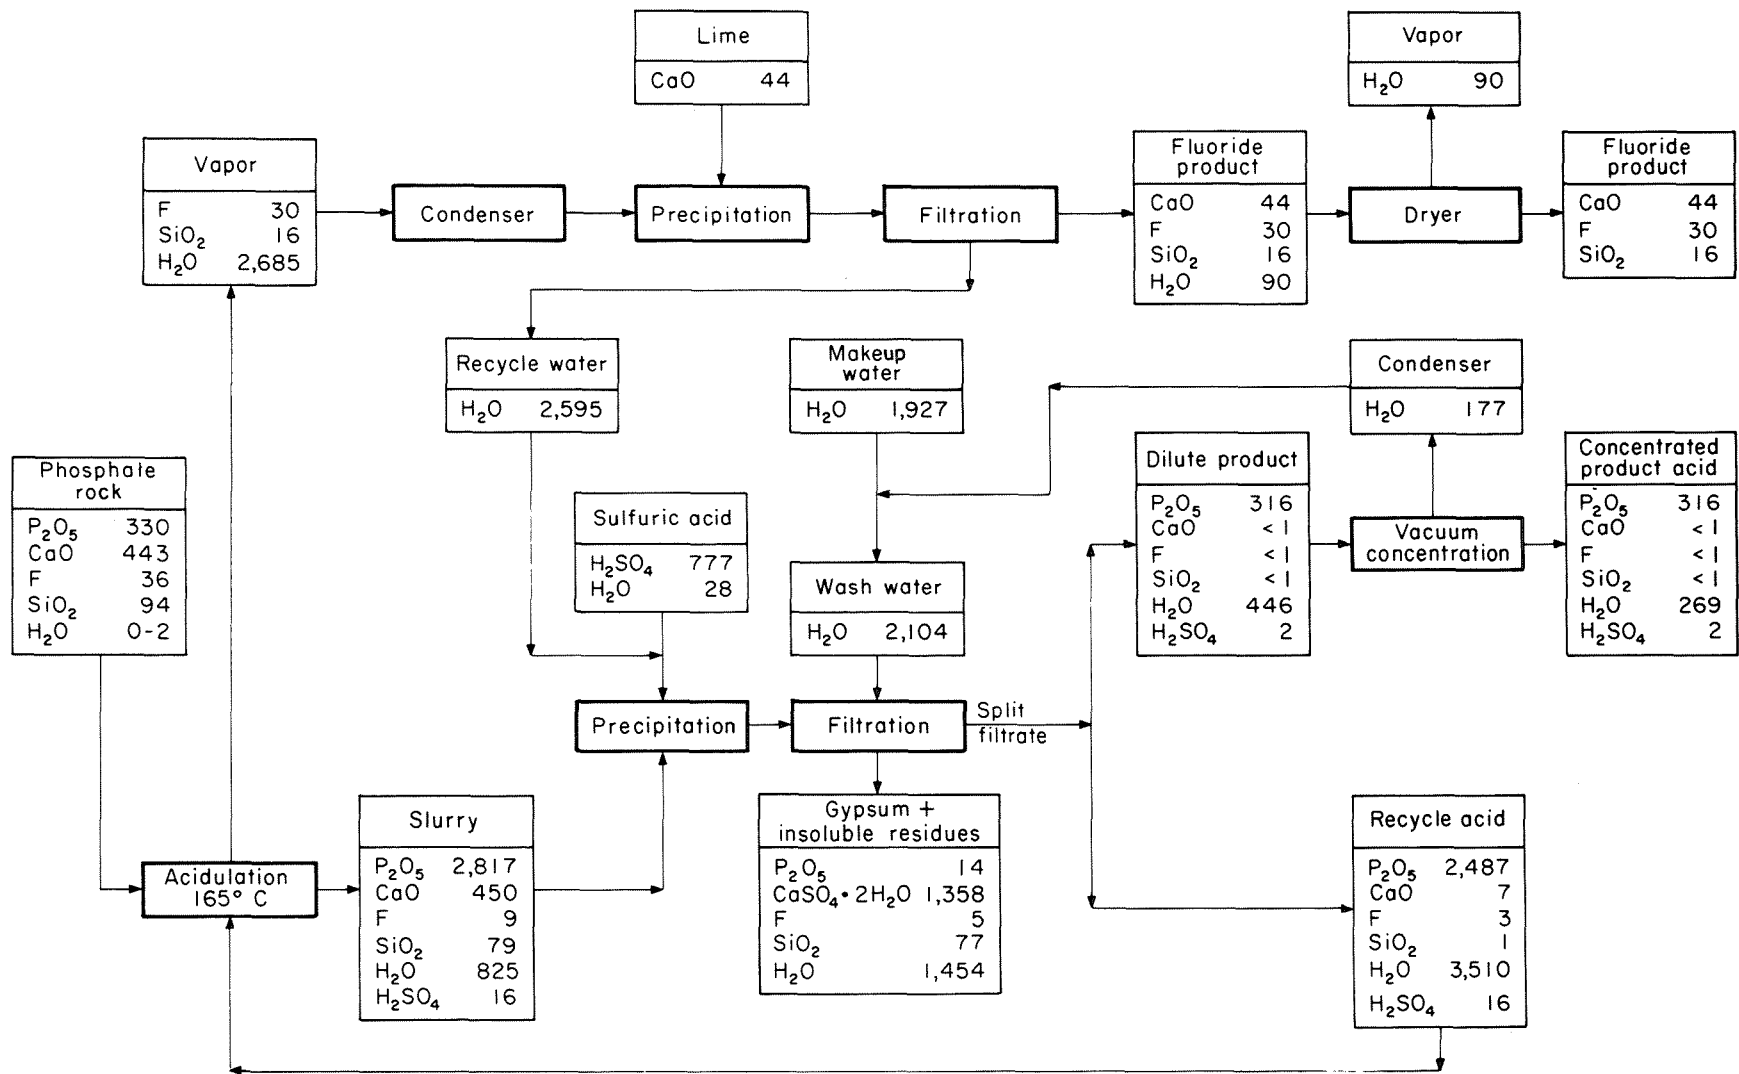 Lime
CaO 44
Vapor
H₂O 90
Vapor
F 30
SiO₂ 16
H₂O 2,685
Condenser
Precipitation
Filtration
Fluoride
product
CaO 44
F 30
SiO₂ 16
H₂O 90
Dryer
Fluoride
product
CaO 44
F 30
SiO₂ 16
Recycle water
H₂O 2,595
Makeup
water
H₂O 1,927
Condenser
H₂O 177
Phosphate
rock
P₂O₅ 330
CaO 443
F 36
SiO₂ 94
H₂O 0-2
Sulfuric acid
H₂SO₄ 777
H₂O 28
Wash water
H₂O 2,104
Dilute product
P₂O₅ 316
CaO <1
F <1
SiO₂ <1
H₂O 446
H₂SO₄ 2
Vacuum
concentration
Concentrated
product acid
P₂O₅ 316
CaO <1
F <1
SiO₂ <1
H₂O 269
H₂SO₄ 2
Precipitation
Filtration
Split
filtrate
Acidulation
165° C
Slurry
P₂O₅ 2,817
CaO 450
F 9
SiO₂ 79
H₂O 825
H₂SO₄ 16
Gypsum +
insoluble residues
P₂O₅ 14
CaSO₄•2H₂O 1,358
F 5
SiO₂ 77
H₂O 1,454
Recycle acid
P₂O₅ 2,487
CaO 7
F 3
SiO₂ 1
H₂O 3,510
H₂SO₄ 16